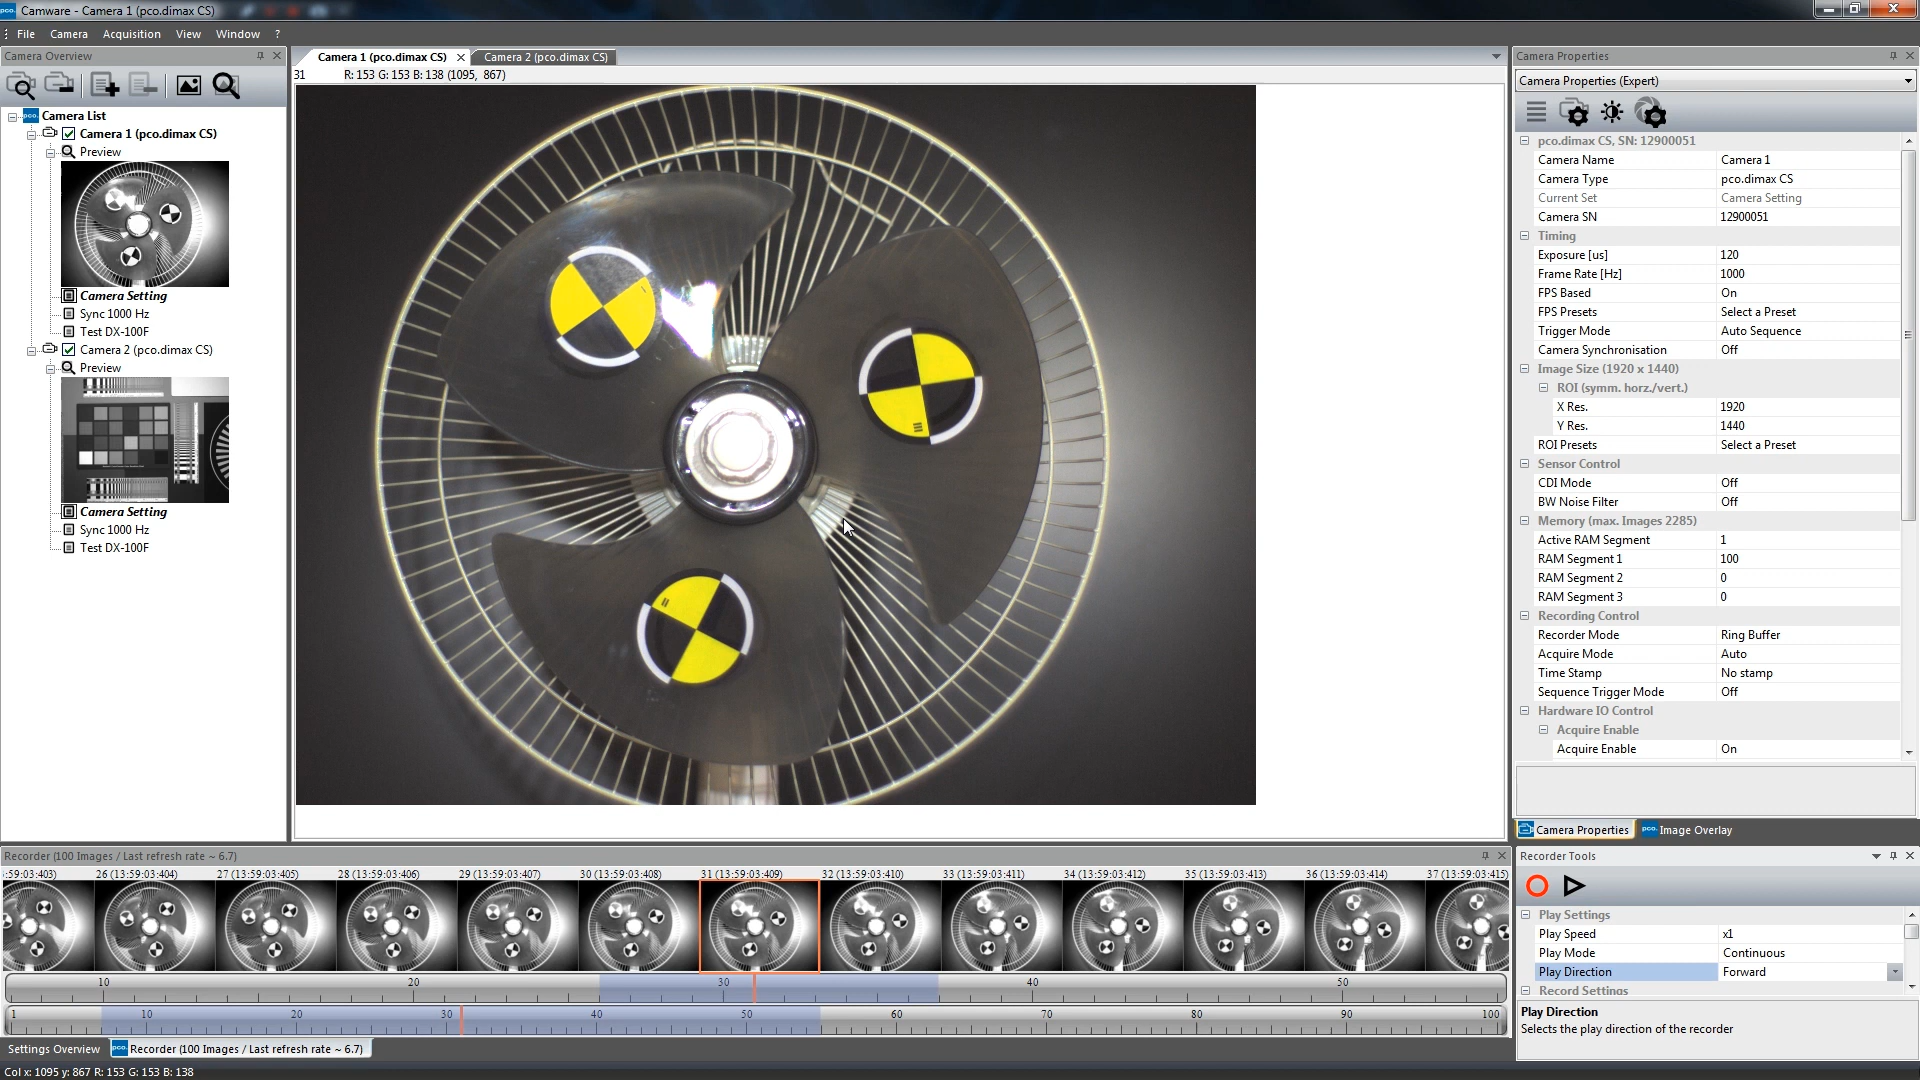 pco. Camware - Camera 1 (pco.dimax CS)
File Camera Acquisition View Window ?
Camera Overview
pco. Camera List
Camera 1 (pco.dimax CS)
Preview
Camera Setting
Sync 1000 Hz
Test DX-100F
Camera 2 (pco.dimax CS)
Preview
Camera Setting
Sync 1000 Hz
Test DX-100F
Camera 1 (pco.dimax CS) Camera 2 (pco.dimax CS)
31 R: 153 G: 153 B: 138 (1095, 867)
Camera Properties
Camera Properties (Expert)
pco.dimax CS, SN: 12900051
Camera Name Camera 1
Camera Type pco.dimax CS
Current Set Camera Setting
Camera SN 12900051
Timing
Exposure [us] 120
Frame Rate [Hz] 1000
FPS Based On
FPS Presets Select a Preset
Trigger Mode Auto Sequence
Camera Synchronisation Off
Image Size (1920 x 1440)
ROI (symm. horz./vert.)
X Res. 1920
Y Res. 1440
ROI Presets Select a Preset
Sensor Control
CDI Mode Off
BW Noise Filter Off
Memory (max. Images 2285)
Active RAM Segment 1
RAM Segment 1 100
RAM Segment 2 0
RAM Segment 3 0
Recording Control
Recorder Mode Ring Buffer
Acquire Mode Auto
Time Stamp No stamp
Sequence Trigger Mode Off
Hardware IO Control
Acquire Enable
Acquire Enable On
Camera Properties pco. Image Overlay
Recorder (100 Images / Last refresh rate ~ 6.7)
:59:03:403) 26 (13:59:03:404) 27 (13:59:03:405) 28 (13:59:03:406) 29 (13:59:03:407) 30 (13:59:03:408) 31 (13:59:03:409) 32 (13:59:03:410) 33 (13:59:03:411) 34 (13:59:03:412) 35 (13:59:03:413) 36 (13:59:03:414) 37 (13:59:03:415)
10 20 30 40 50
1 10 20 30 40 50 60 70 80 90 100
Settings Overview pco. Recorder (100 Images / Last refresh rate ~ 6.7)
Recorder Tools
Play Settings
Play Speed x1
Play Mode Continuous
Play Direction Forward
Record Settings
Play Direction
Selects the play direction of the recorder
Col x: 1095 y: 867 R: 153 G: 153 B: 138